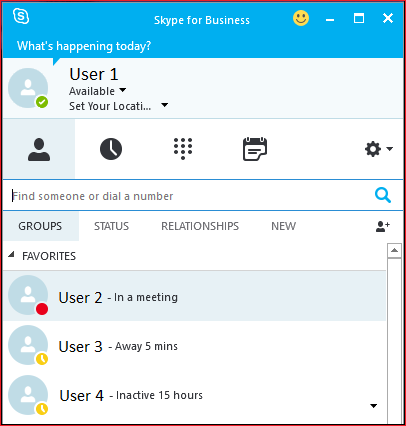 Skype for Business
What's happening today?
User 1
Available
Set Your Locati...
Find someone or dial a number
GROUPS STATUS RELATIONSHIPS NEW
FAVORITES
User 2 - In a meeting
User 3 - Away 5 mins
User 4 - Inactive 15 hours